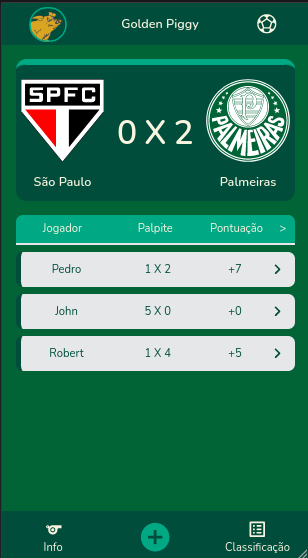 Golden Piggy
SPFC
PALMEIRAS
0 X 2
São Paulo
Palmeiras
Jogador Palpite Pontuação >
Pedro 1 X 2 +7
John 5 X 0 +0
Robert 1 X 4 +5
Info
Classificação